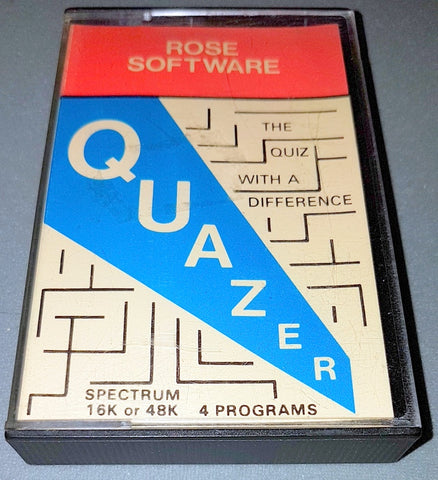 ROSE
SOFTWARE
QUAZER
THE
QUIZ
WITH A
DIFFERENCE
SPECTRUM
16K or 48K 4 PROGRAMS